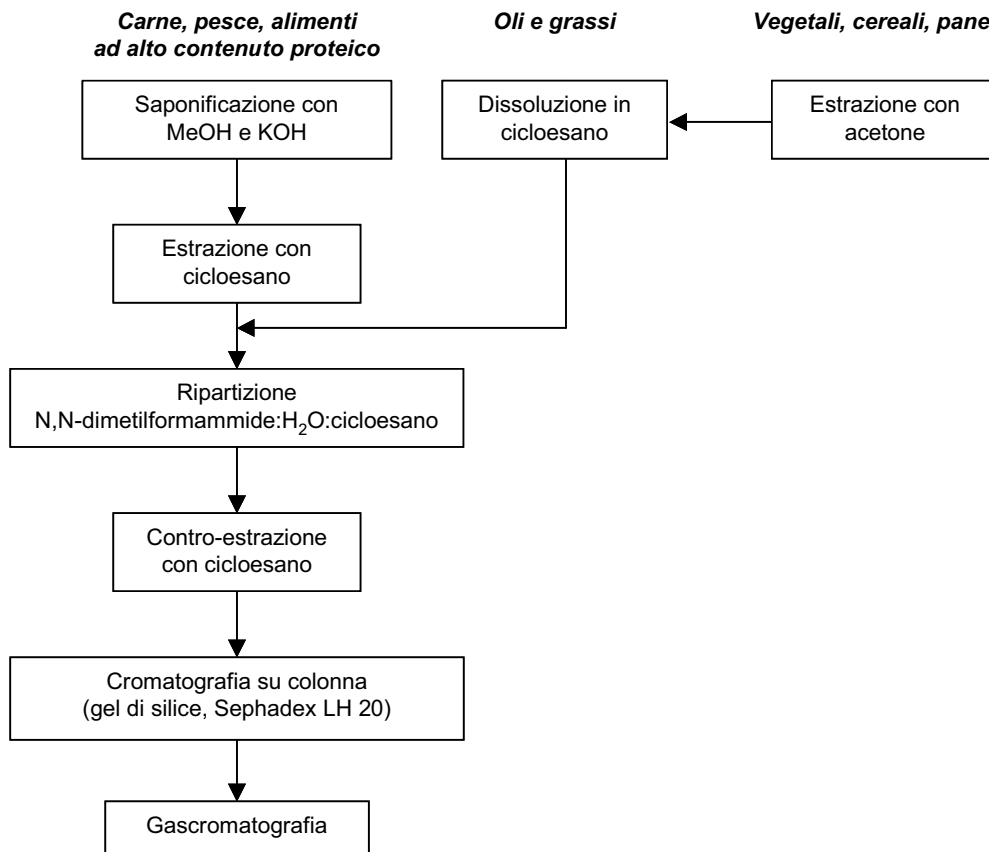 Carne, pesce, alimenti
ad alto contenuto proteico
Oli e grassi
Vegetali, cereali, pane
Saponificazione con
MeOH e KOH
Dissoluzione in
cicloesano
Estrazione con
acetone
Estrazione con
cicloesano
Ripartizione
N,N-dimetilformammide:H₂O:cicloesano
Contro-estrazione
con cicloesano
Cromatografia su colonna
(gel di silice, Sephadex LH 20)
Gascromatografia